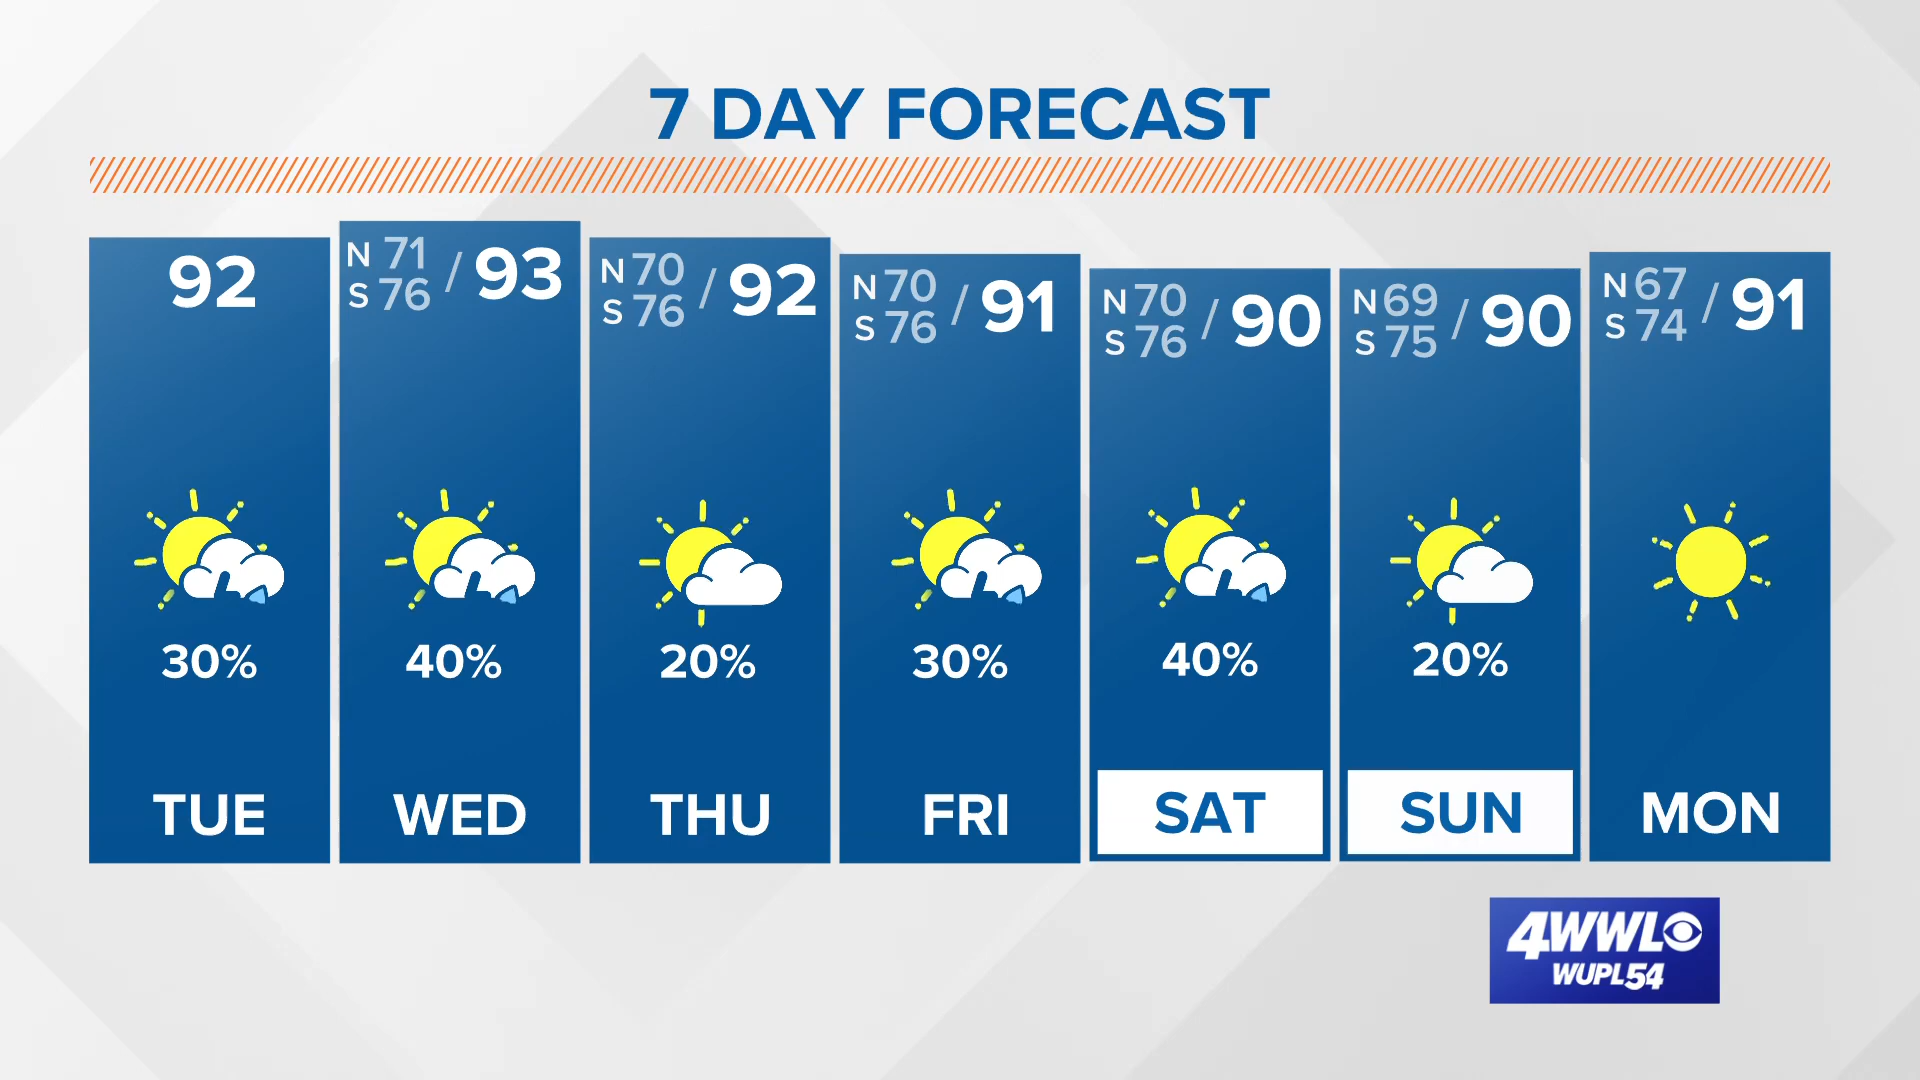 7 DAY FORECAST
92
30%
TUE
N 71
S 76 / 93
40%
WED
N 70
S 76 / 92
20%
THU
N 70
S 76 / 91
30%
FRI
N 70
S 76 / 90
40%
SAT
N 69
S 75 / 90
20%
SUN
N 67
S 74 / 91
MON
4WWL
WUPL54